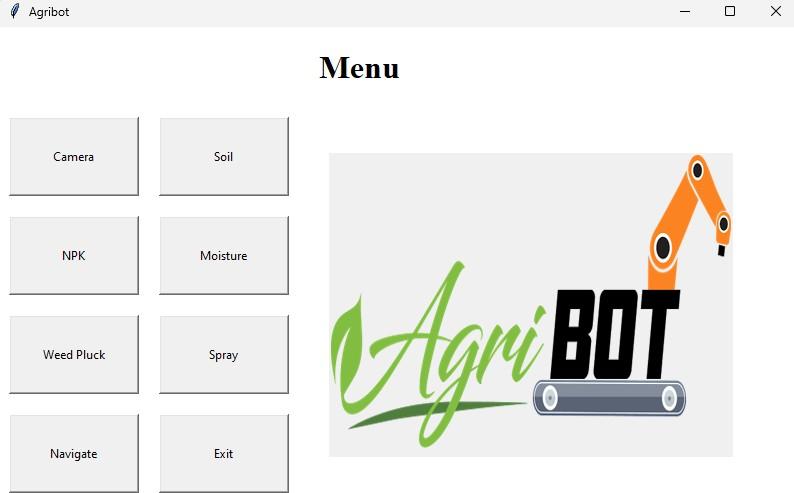 Agribot
Menu
Camera
Soil
NPK
Moisture
Weed Pluck
Spray
Navigate
Exit
Agri BOT